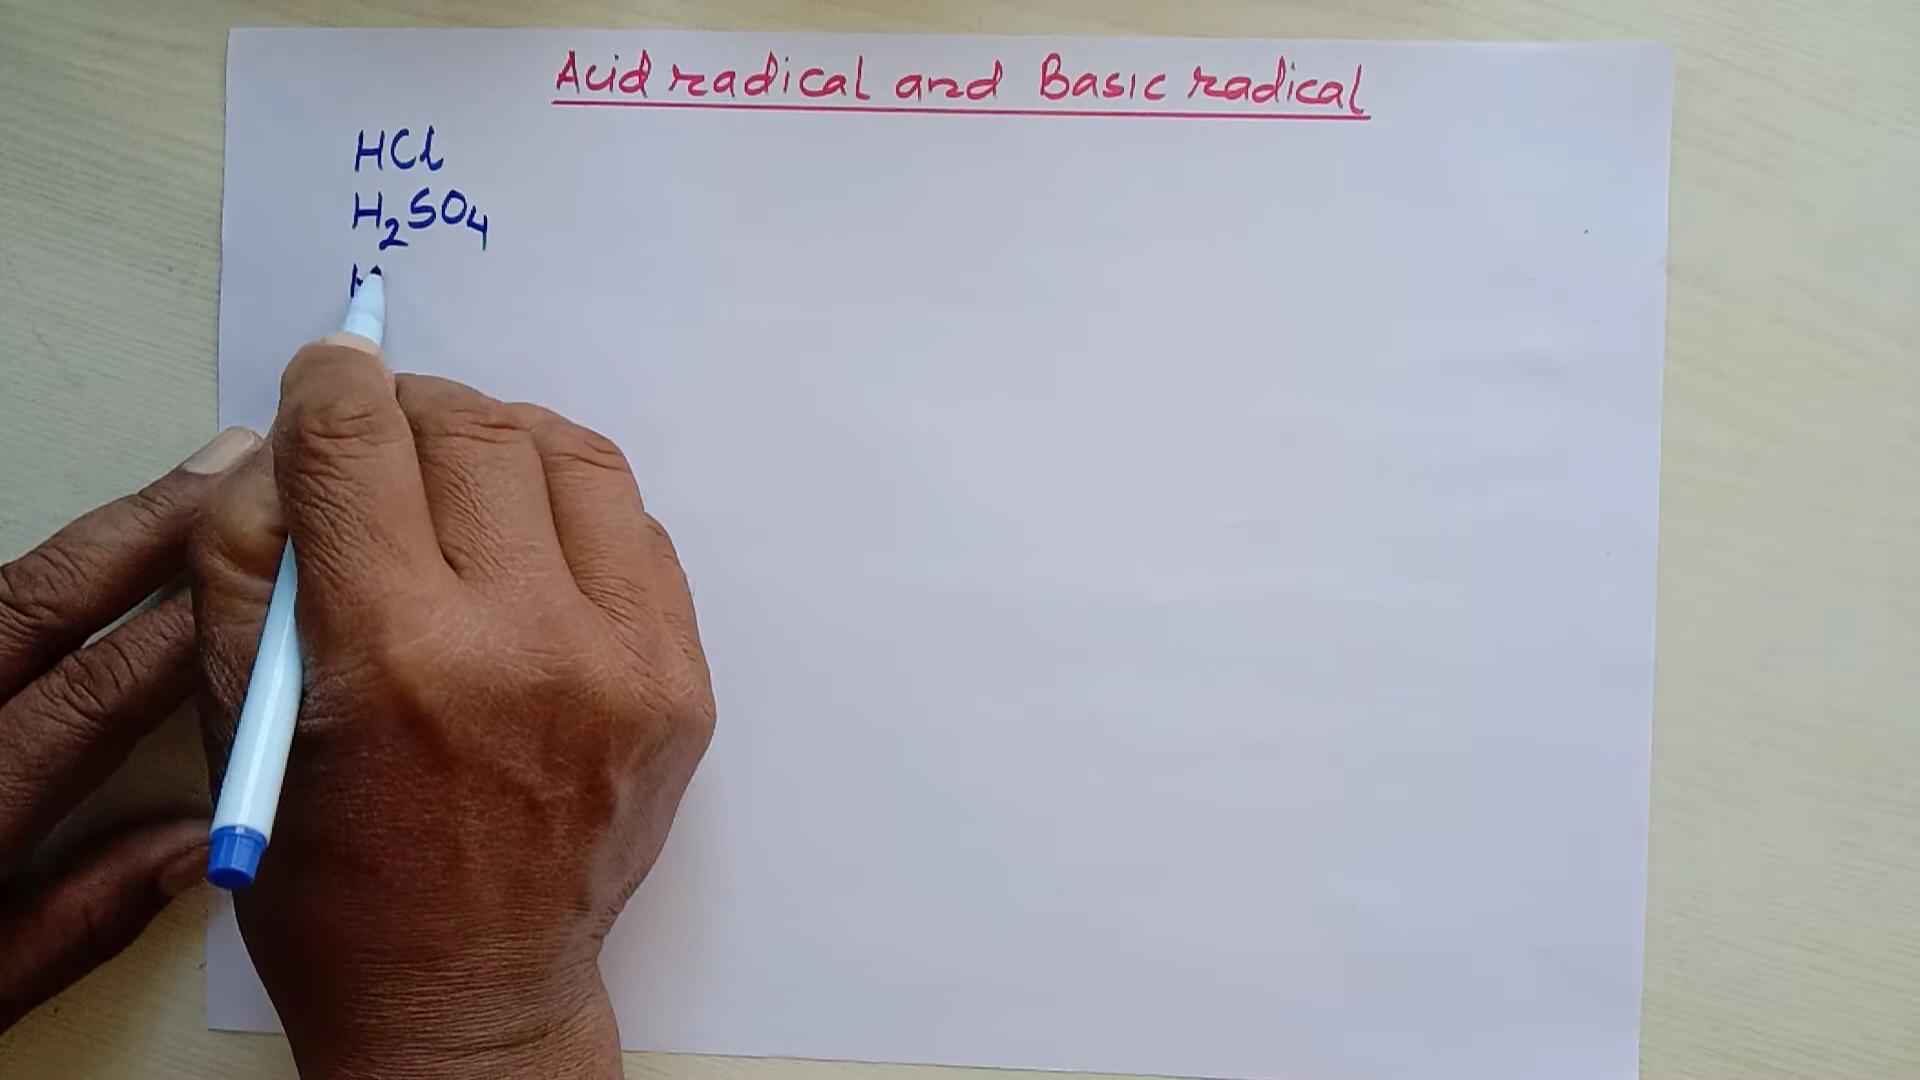 Acid radical and Basic radical
HCl
H₂SO₄
H